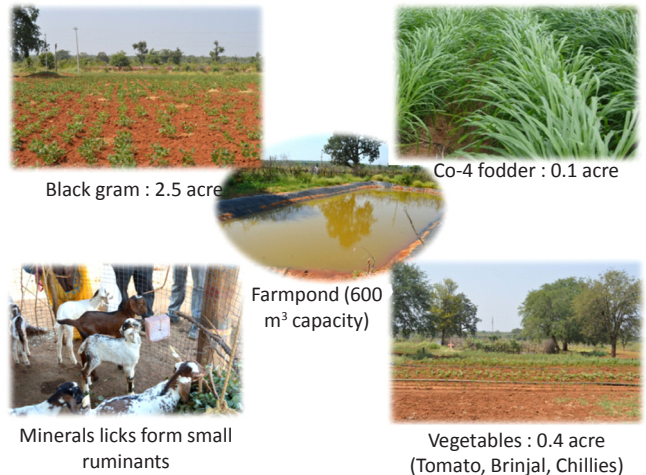 Black gram : 2.5 acre
Co-4 fodder : 0.1 acre
Farmpond (600
m³ capacity)
Minerals licks form small
ruminants
Vegetables : 0.4 acre
(Tomato, Brinjal, Chillies)